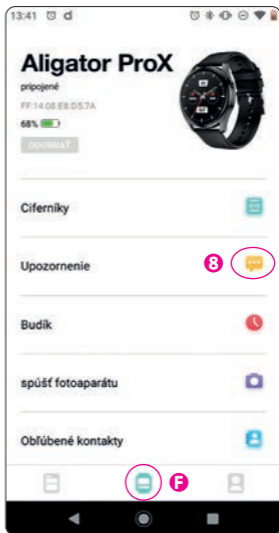 13:41
Aligator ProX
pripojené
FF:14:08:E8:D5:7A
68%
ODOBRAŤ
Ciferníky
Upozornenie
8
Budík
spúšť fotoaparátu
Obľúbené kontakty
F